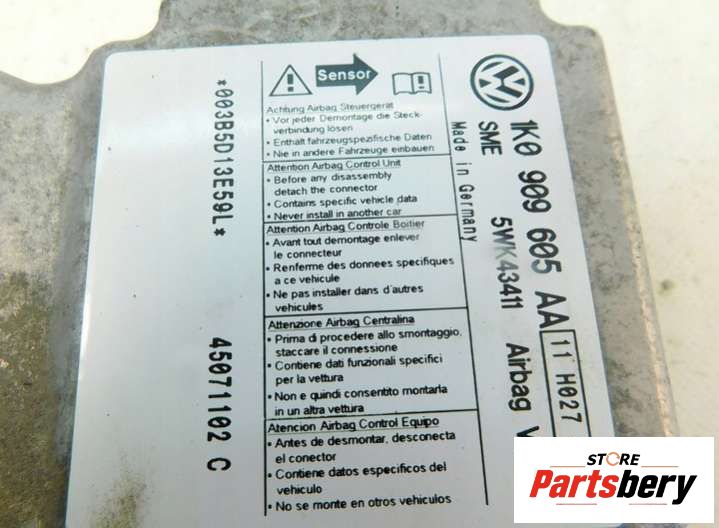 Sensor
Achtung Airbag Steuergerät
• Vor jeder Demontage die Steck-
verbindung lösen
• Enthält fahrzeugspezifische Daten
• Nie in andere Fahrzeuge einbauen
Attention Airbag Control Unit
• Before any disassembly
detach the connector
• Contains specific vehicle data
• Never install in another car
Attention Airbag Controle Boitier
• Avant tout demontage enlever
le connecteur
• Renferme des donnees specifiques
a ce vehicule
• Ne pas installer dans d'autres
vehicules
Attenzione Airbag Centralina
• Prima di procedere allo smontaggio,
staccare il connessione
• Contiene dati funzionali specifici
per la vettura
• Non e quindi consentito montarla
in un altra vettura
Atencion Airbag Control Equipo
• Antes de desmontar, desconecta
el conector
• Contiene datos especificos del
vehiculo
• No se monte en otros vehiculos
VW
1K0 909 605 AA 11 H027
SME 5WK43411 Airbag
Made in Germany
*003B5D13E59L*
45071102 C
STORE
Partsbery